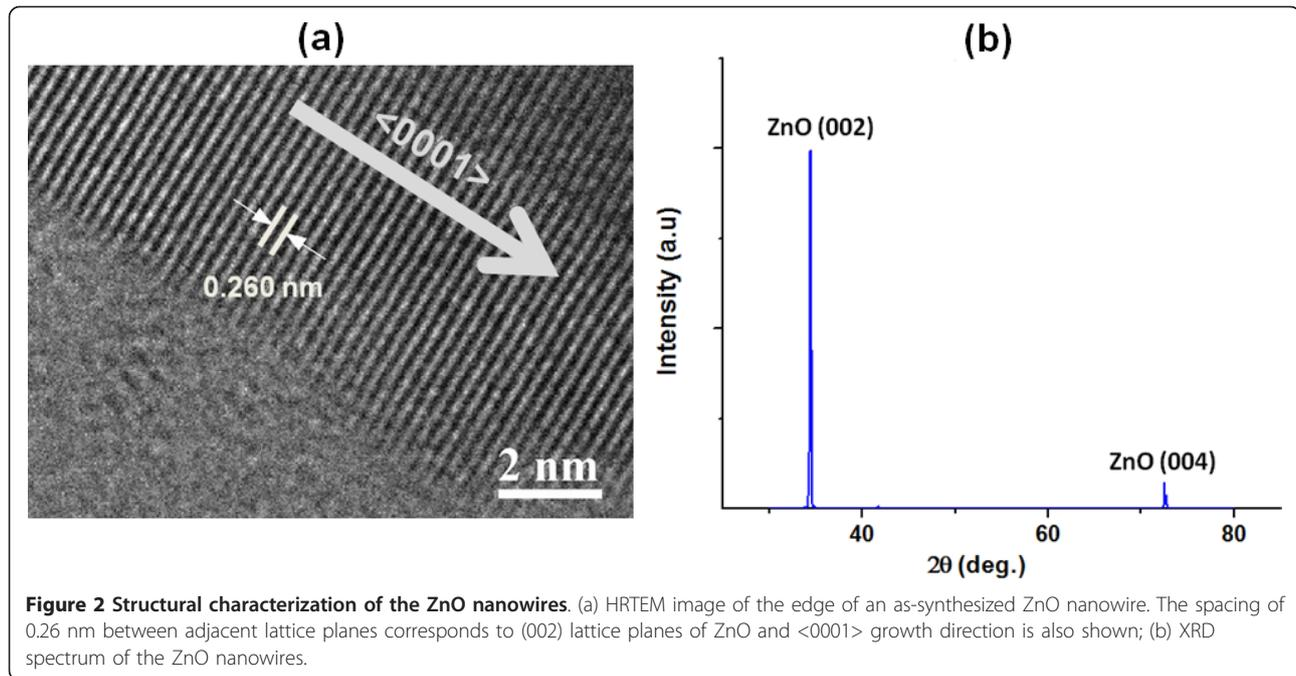 (a)
<0001>
0.260 nm
2 nm
(b)
ZnO (002)
ZnO (004)
Intensity (a.u)
40 60 80
2θ (deg.)
Figure 2 Structural characterization of the ZnO nanowires. (a) HRTEM image of the edge of an as-synthesized ZnO nanowire. The spacing of
0.26 nm between adjacent lattice planes corresponds to (002) lattice planes of ZnO and <0001> growth direction is also shown; (b) XRD
spectrum of the ZnO nanowires.